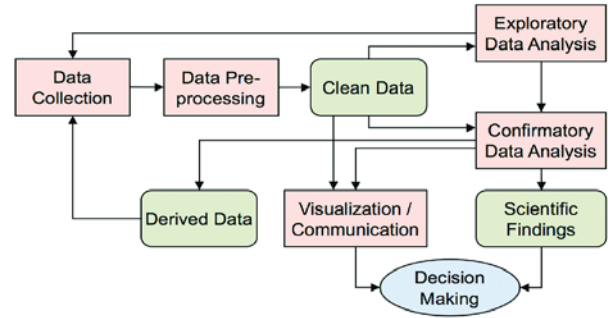 Exploratory
Data Analysis
Data
Collection
Data Pre-
processing
Clean Data
Confirmatory
Data Analysis
Derived Data
Visualization /
Communication
Scientific
Findings
Decision
Making